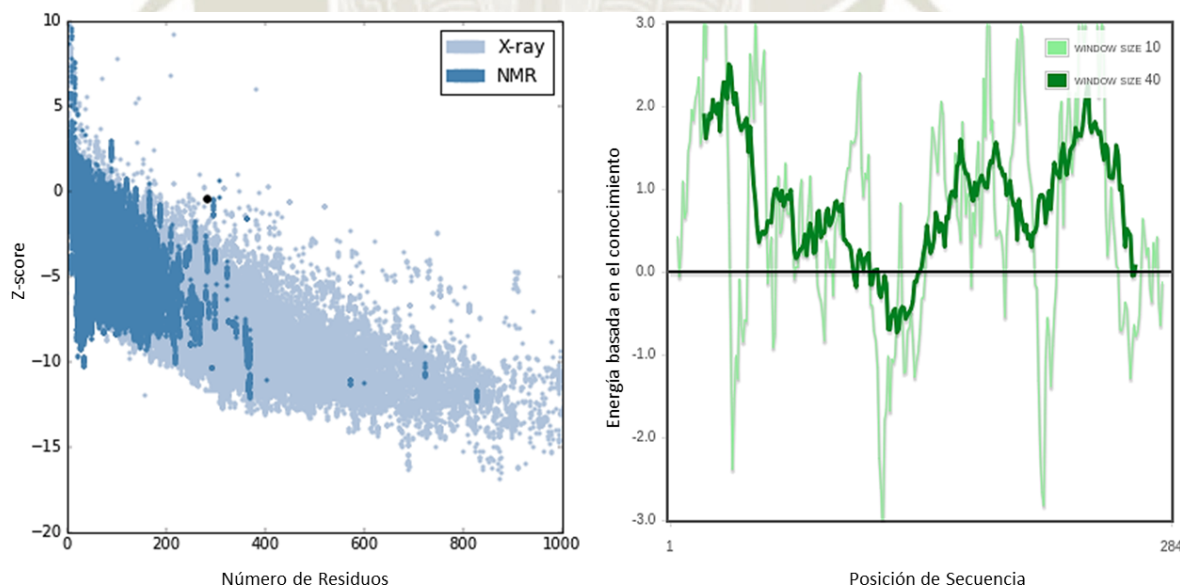 10
5
0
−5
−10
−15
−20
0
200
400
600
800
1000
Z-score
Número de Residuos
X-ray
NMR
3.0
2.0
1.0
0.0
-1.0
-2.0
-3.0
1
284
Energía basada en el conocimiento
Posición de Secuencia
WINDOW SIZE 10
WINDOW SIZE 40